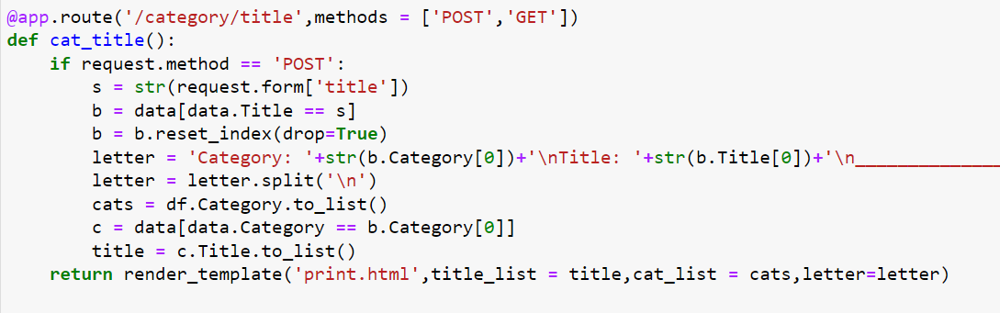 @app.route('/category/title',methods = ['POST','GET'])
def cat_title():
    if request.method == 'POST':
        s = str(request.form['title'])
        b = data[data.Title == s]
        b = b.reset_index(drop=True)
        letter = 'Category: '+str(b.Category[0])+'\nTitle: '+str(b.Title[0])+'\n______________
        letter = letter.split('\n')
        cats = df.Category.to_list()
        c = data[data.Category == b.Category[0]]
        title = c.Title.to_list()
    return render_template('print.html',title_list = title,cat_list = cats,letter=letter)